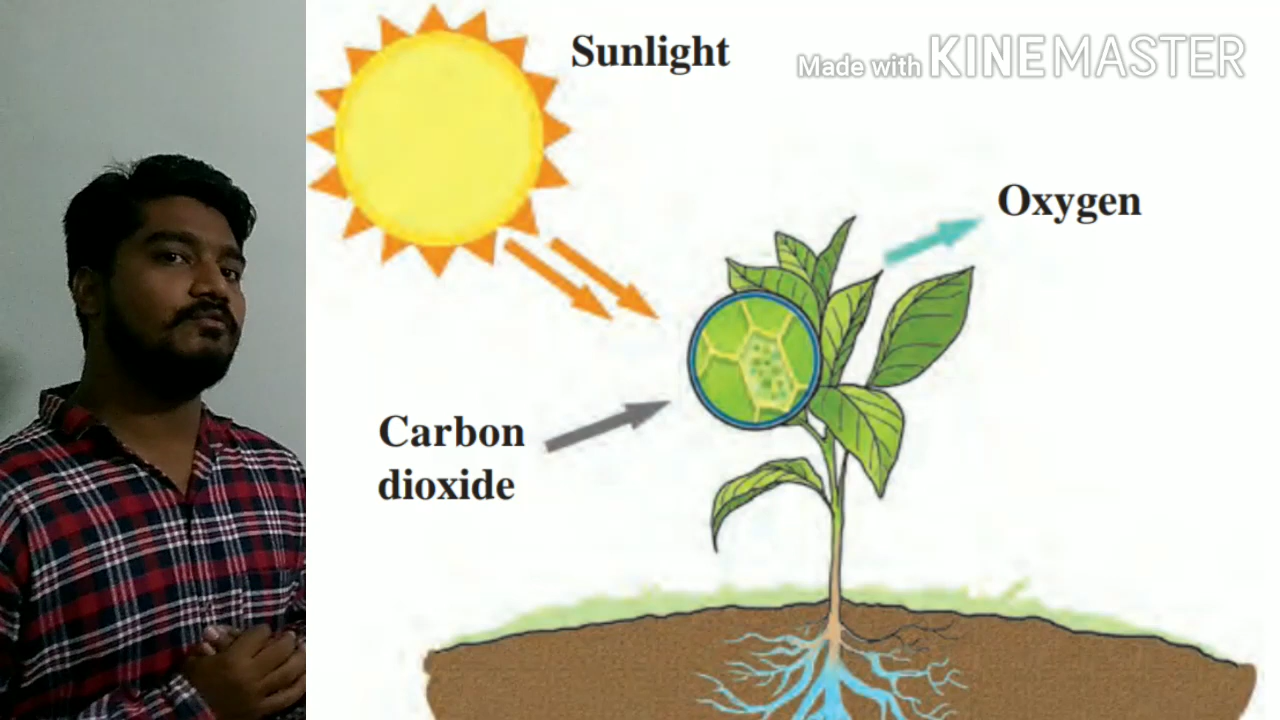 Sunlight
Made with KINEMASTER
Oxygen
Carbon
dioxide